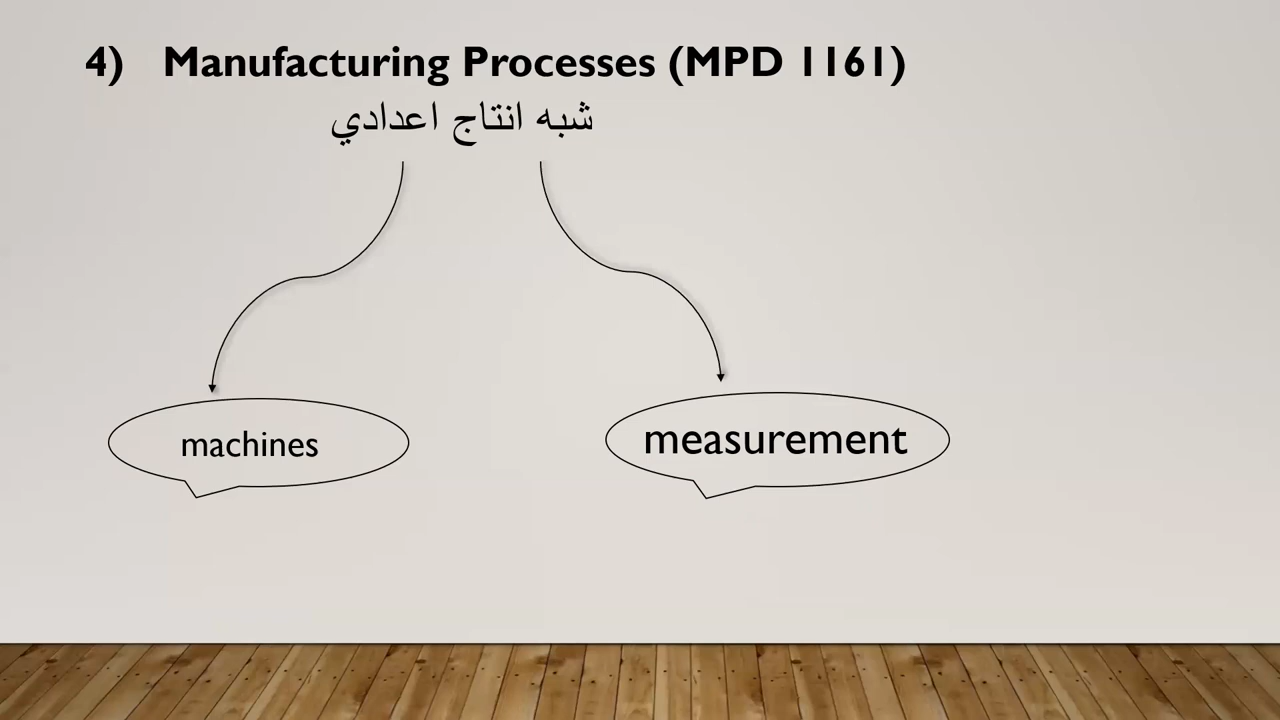 4) Manufacturing Processes (MPD 1161)
شبه انتاج اعدادي
machines
measurement